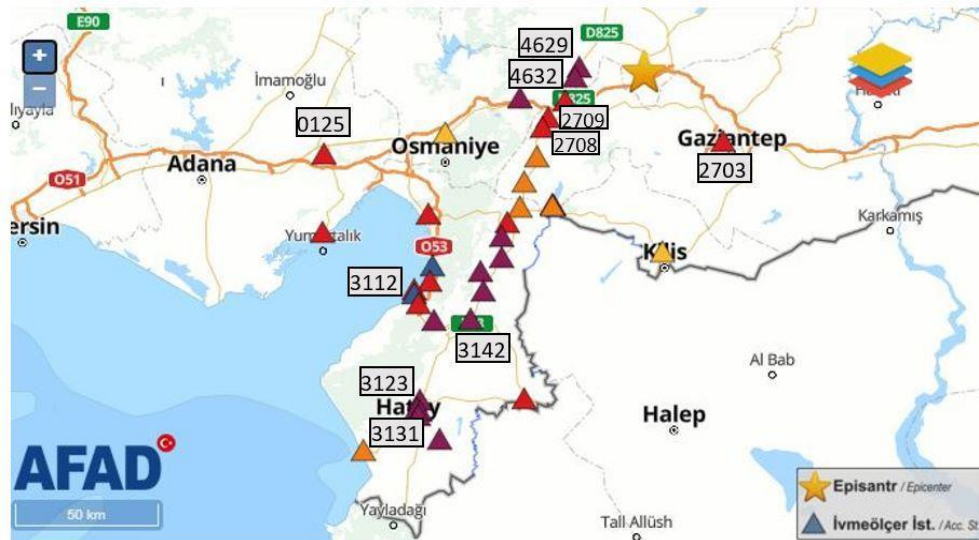 E90
D825
4629
+
İmamoğlu
4632
−
lıyayla
D825
0125
2709
Gaziantep
Osmaniye
2708
Adana
2703
O51
ersin
Karkamış
Yumurtalık
O53
Kilis
3112
3142
Al Bab
3123
Hatay
Halep
3131
AFAD
Episantr / Epicenter
50 km
Yayladağı
Tall Allūsh
İvmeölçer İst. / Acc. St.